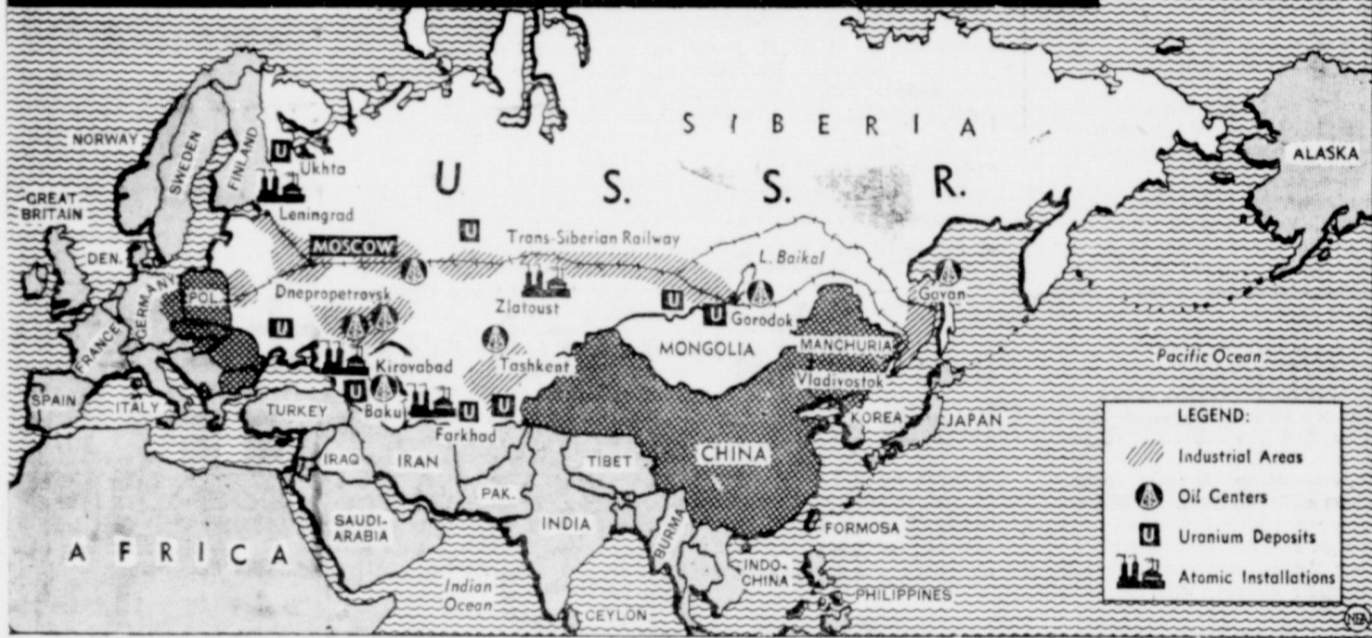 SIBERIA
U. S. S. R.
ALASKA
NORWAY
SWEDEN
FINLAND
Ukhta
Leningrad
GREAT
BRITAIN
DEN.
MOSCOW
Trans-Siberian Railway
L. Baikal
GERMANY
POL.
Dnepropetrovsk
Zlatoust
Gorodok
Gavan
FRANCE
MONGOLIA
MANCHURIA
Pacific Ocean
Kirovabad
Tashkent
Vladivostok
SPAIN
ITALY
TURKEY
Baku
Farkhad
KOREA
JAPAN
IRAQ
IRAN
TIBET
CHINA
PAK.
SAUDI-
ARABIA
INDIA
BURMA
FORMOSA
AFRICA
INDO-
CHINA
Indian
Ocean
CEYLON
PHILIPPINES
LEGEND:
Industrial Areas
Oil Centers
U Uranium Deposits
Atomic Installations
NEA